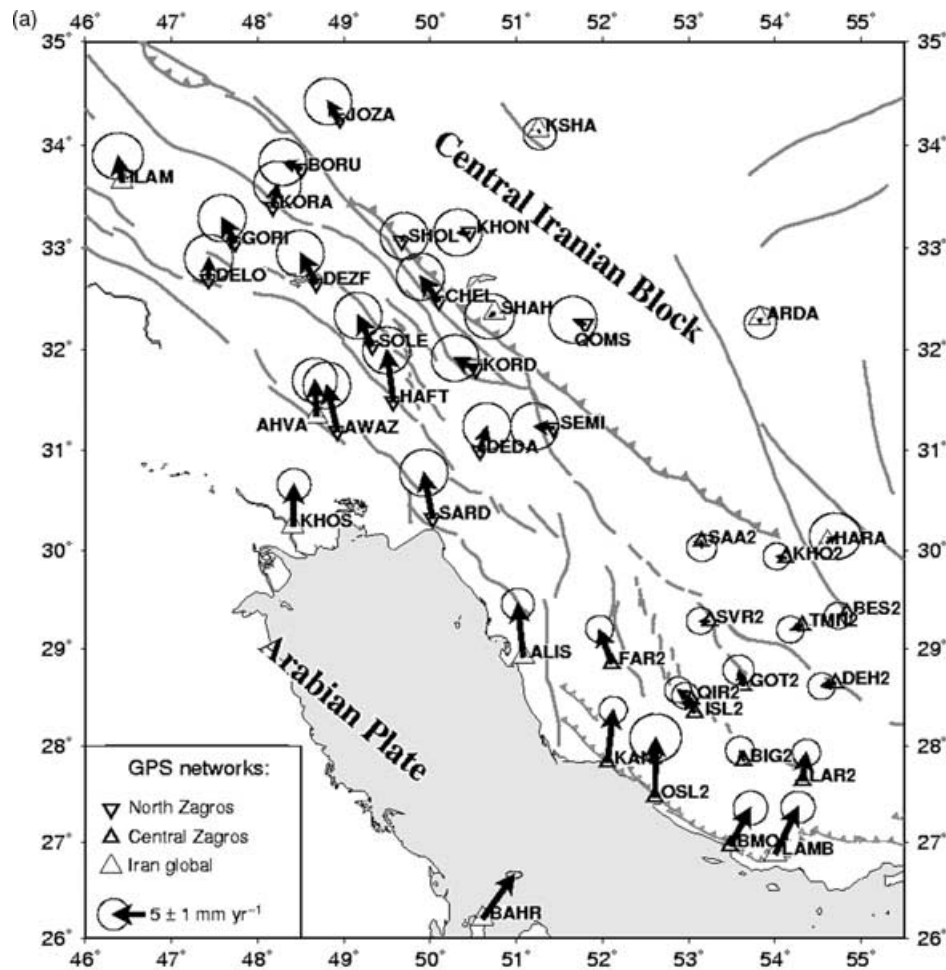 (a)
46° 47° 48° 49° 50° 51° 52° 53° 54° 55°
35° 35°
34° 34°
33° 33°
32° 32°
31° 31°
30° 30°
29° 29°
28° 28°
27° 27°
26° 26°
46° 47° 48° 49° 50° 51° 52° 53° 54° 55°
JOZA
KSHA
BORU
ILAM
KORA
GORI
SHOL
KHON
DELO
DEZF
CHEL
SHAH
ARDA
QOMS
SOLE
KORD
HAFT
AHVA
AWAZ
SEMI
DEDA
SARD
KHOS
SAA2
HARA
KHO2
SVR2
TMN2
BES2
ALIS
FAR2
GOT2
DEH2
QIR2
ISL2
KAN2
BIG2
LAR2
OSL2
LAMB
BAHR
Central Iranian Block
Arabian Plate
GPS networks:
North Zagros
Central Zagros
Iran global
5 ± 1 mm yr⁻¹